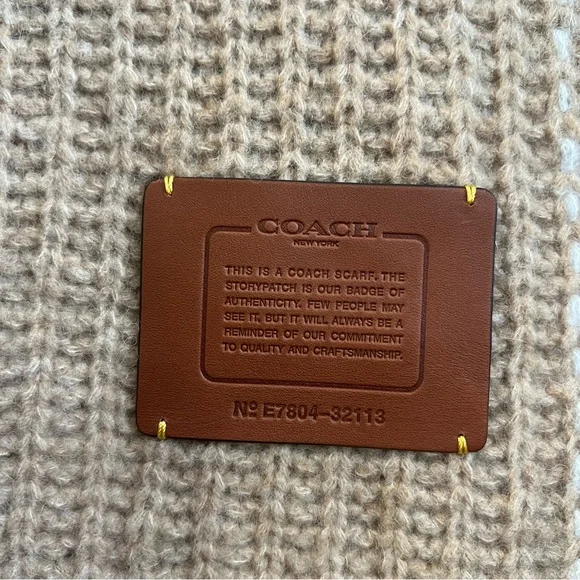 COACH
NEW YORK
THIS IS A COACH SCARF. THE
STORYPATCH IS OUR BADGE OF
AUTHENTICITY. FEW PEOPLE MAY
SEE IT, BUT IT WILL ALWAYS BE A
REMINDER OF OUR COMMITMENT
TO QUALITY AND CRAFTSMANSHIP.
Nº E7804-32113